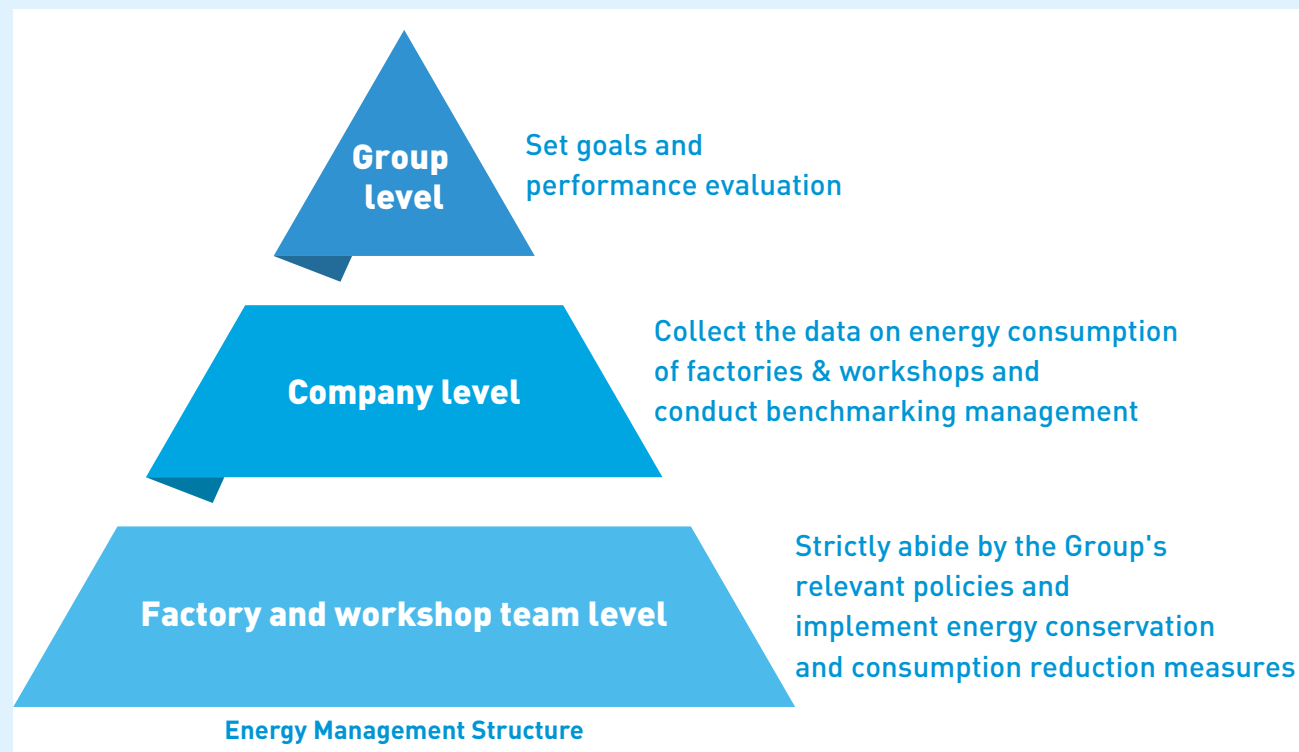 Group
level
Set goals and
performance evaluation
Company level
Collect the data on energy consumption
of factories & workshops and
conduct benchmarking management
Factory and workshop team level
Strictly abide by the Group's
relevant policies and
implement energy conservation
and consumption reduction measures
Energy Management Structure